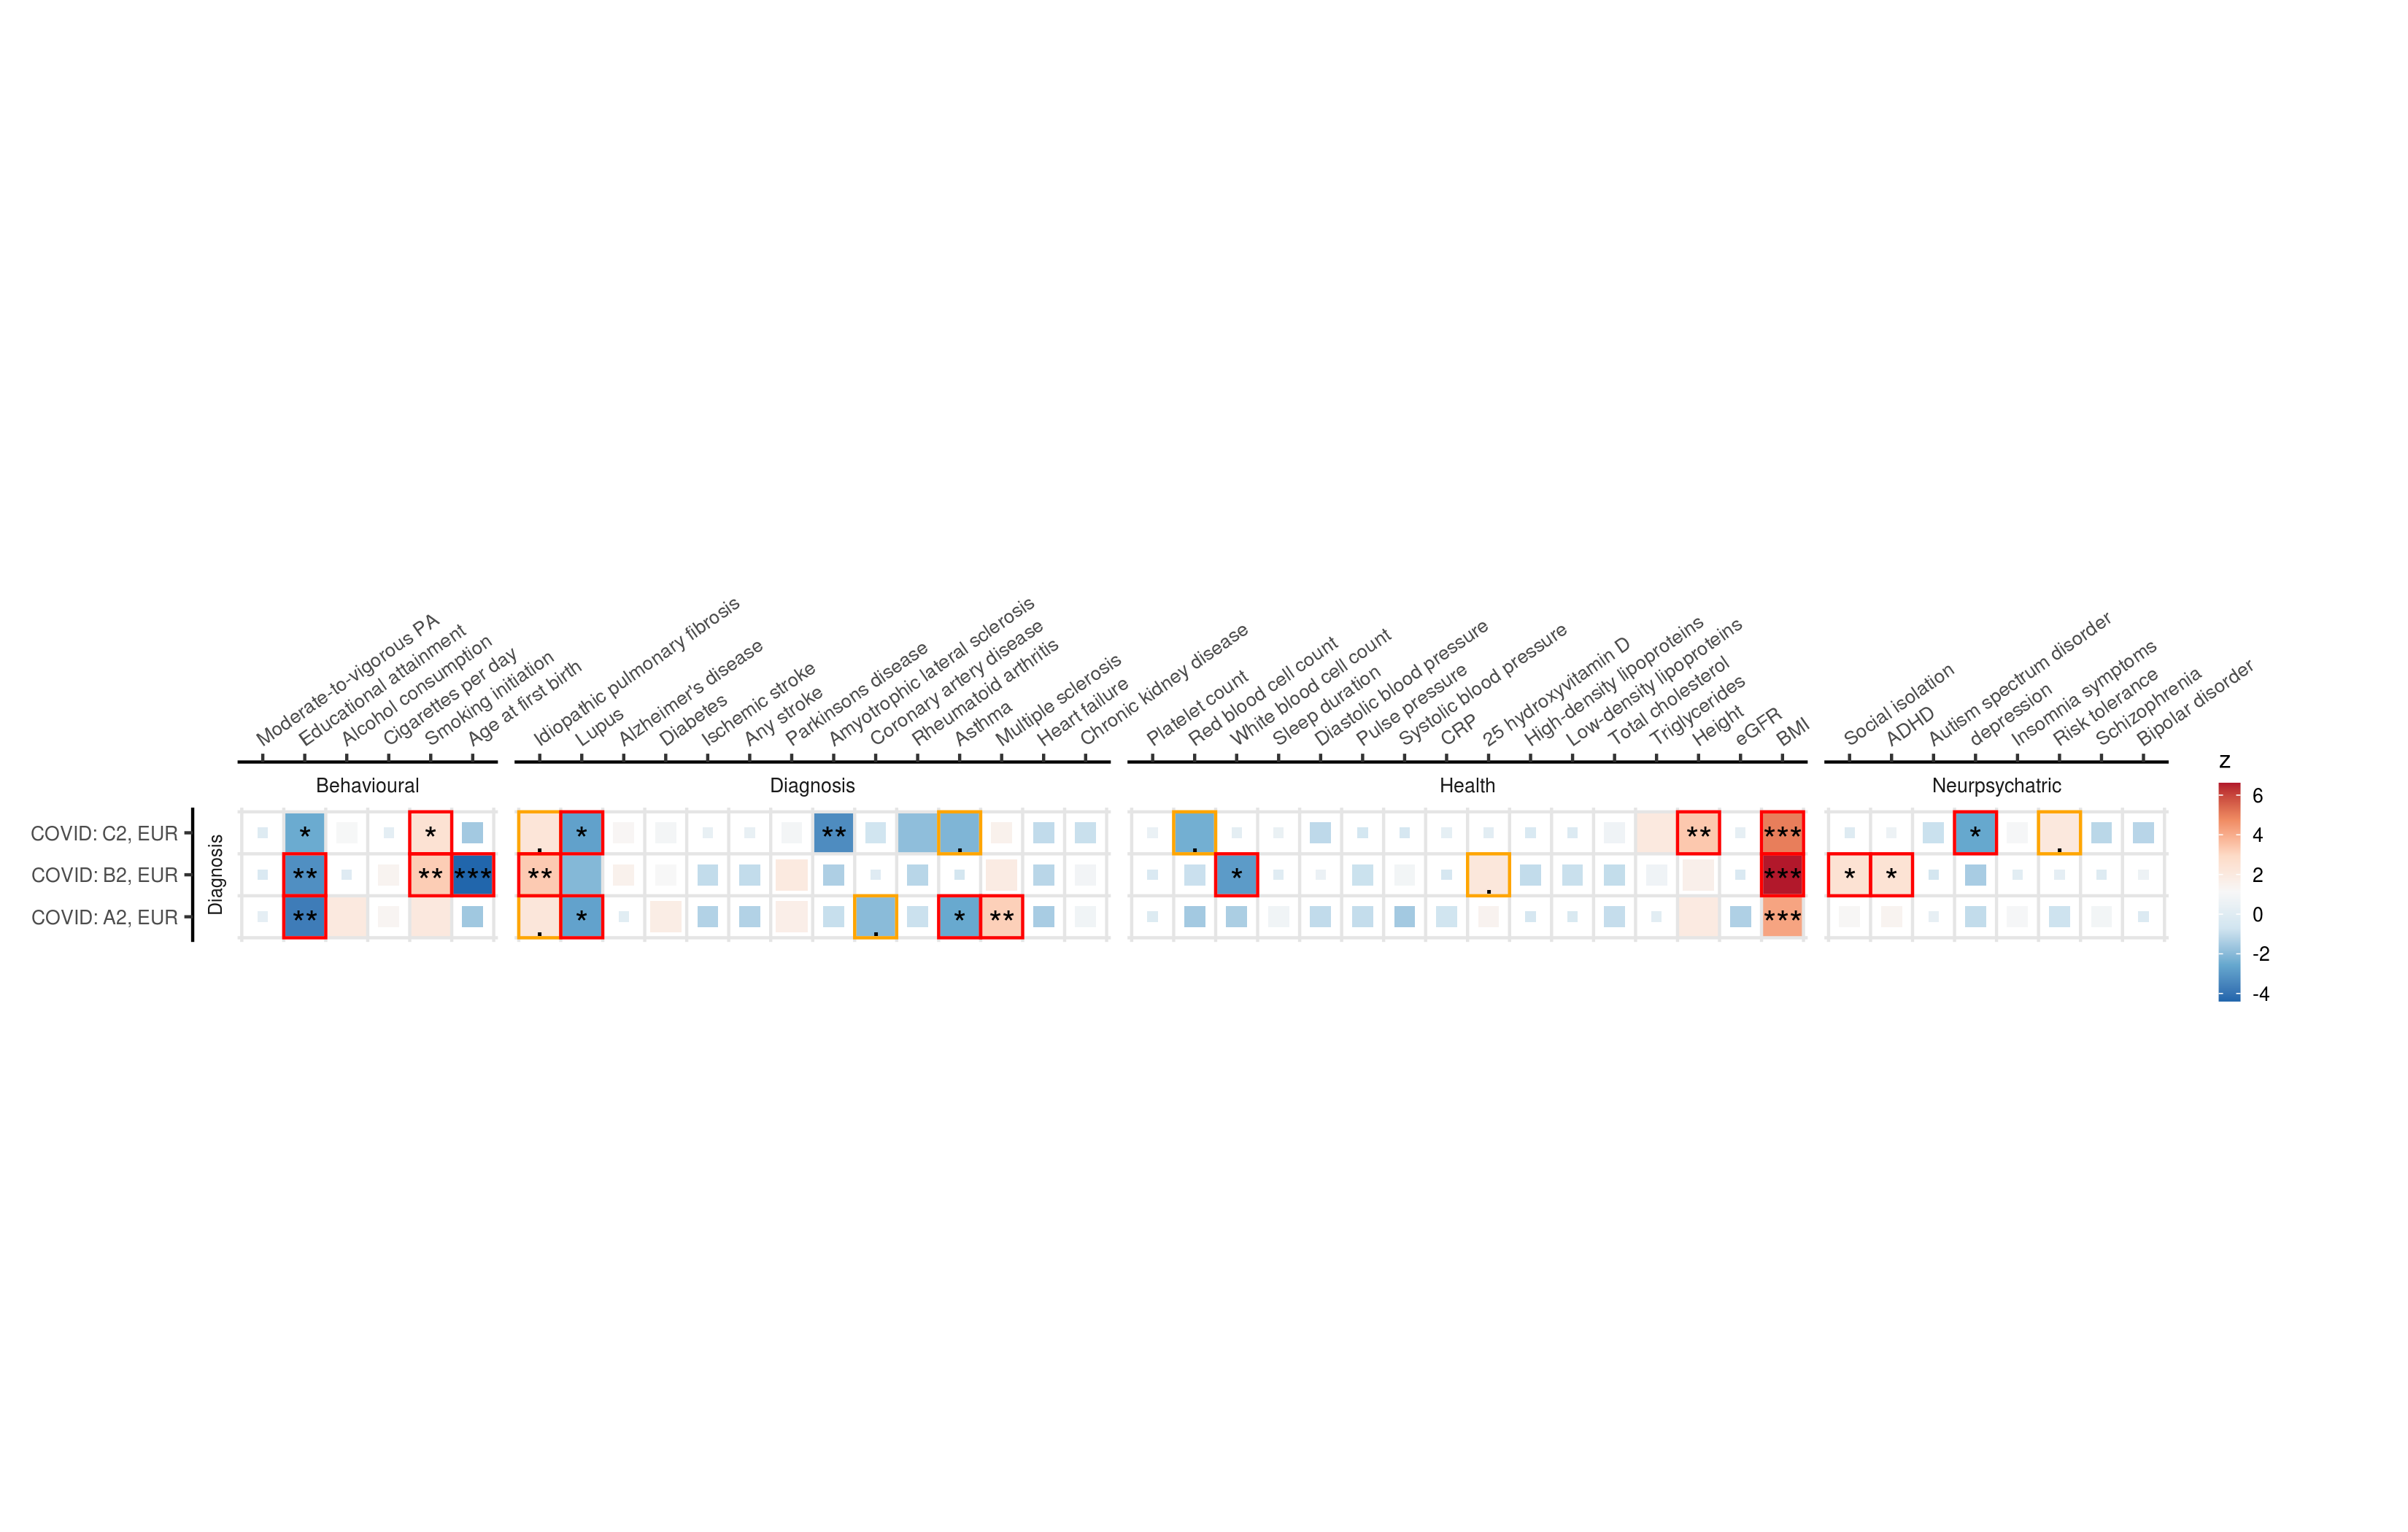 Moderate-to-vigorous PA
Educational attainment
Alcohol consumption
Cigarettes per day
Smoking initiation
Age at first birth
Idiopathic pulmonary fibrosis
Lupus
Alzheimer's disease
Diabetes
Ischemic stroke
Any stroke
Parkinsons disease
Amyotrophic lateral sclerosis
Coronary artery disease
Rheumatoid arthritis
Asthma
Multiple sclerosis
Heart failure
Chronic kidney disease
Platelet count
Red blood cell count
White blood cell count
Sleep duration
Diastolic blood pressure
Pulse pressure
Systolic blood pressure
CRP
25 hydroxyvitamin D
High-density lipoproteins
Low-density lipoproteins
Total cholesterol
Triglycerides
Height
eGFR
BMI
Social isolation
ADHD
Autism spectrum disorder
depression
Insomnia symptoms
Risk tolerance
Schizophrenia
Bipolar disorder
Behavioural
Diagnosis
Health
Neurpsychatric
COVID: C2, EUR
* * . * ** . . ** *** * .
COVID: B2, EUR
** ** *** ** * . *** * *
COVID: A2, EUR
** . * . * ** ***
Diagnosis
z
6
4
2
0
-2
-4